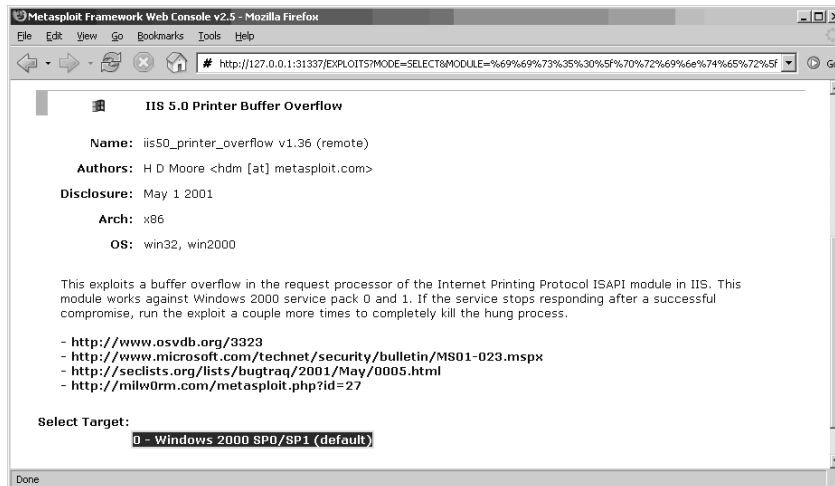 Metasploit Framework Web Console v2.5 - Mozilla Firefox
File Edit View Go Bookmarks Tools Help
# http://127.0.0.1:31337/EXPLOITS?MODE=SELECT&MODULE=%69%69%73%35%30%5f%70%72%69%6e%74%65%72%5f
IIS 5.0 Printer Buffer Overflow
Name: iis50_printer_overflow v1.36 (remote)
Authors: H D Moore <hdm [at] metasploit.com>
Disclosure: May 1 2001
Arch: x86
OS: win32, win2000
This exploits a buffer overflow in the request processor of the Internet Printing Protocol ISAPI module in IIS. This
module works against Windows 2000 service pack 0 and 1. If the service stops responding after a successful
compromise, run the exploit a couple more times to completely kill the hung process.
- http://www.osvdb.org/3323
- http://www.microsoft.com/technet/security/bulletin/MS01-023.mspx
- http://seclists.org/lists/bugtraq/2001/May/0005.html
- http://milw0rm.com/metasploit.php?id=27
Select Target:
0 - Windows 2000 SP0/SP1 (default)
Done